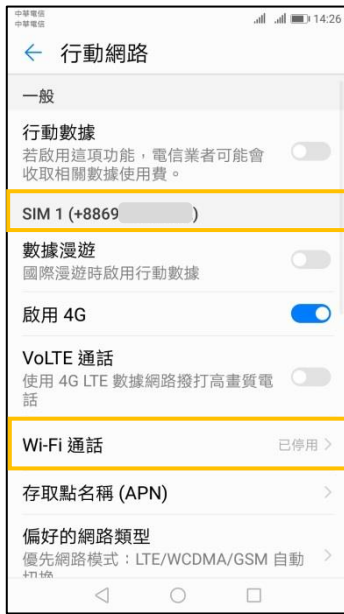 中華電信
中華電信
14:26
行動網路
一般
行動數據
若啟用這項功能，電信業者可能會
收取相關數據使用費。
SIM 1 (+8869 )
數據漫遊
國際漫遊時啟用行動數據
啟用 4G
VoLTE 通話
使用 4G LTE 數據網路撥打高畫質電
話
Wi-Fi 通話 已停用
存取點名稱 (APN)
偏好的網路類型
優先網路模式：LTE/WCDMA/GSM 自動
切換